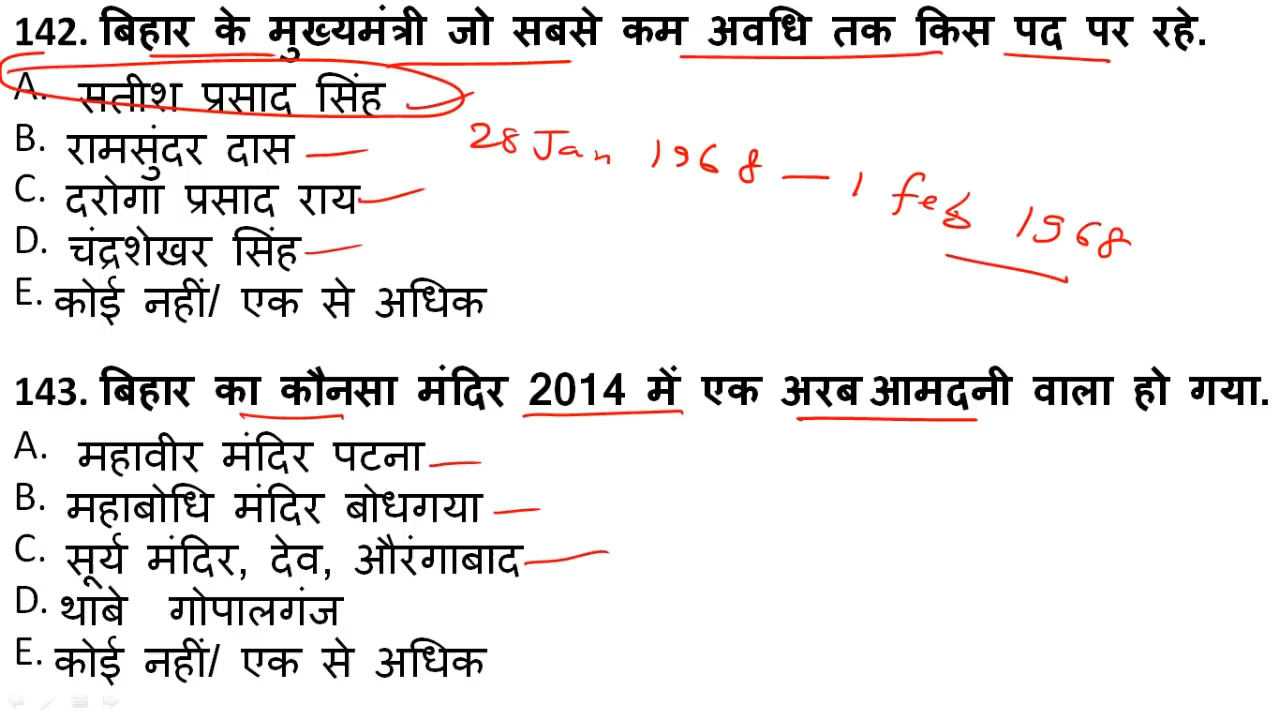 142. बिहार के मुख्यमंत्री जो सबसे कम अवधि तक किस पद पर रहे.
A. सतीश प्रसाद सिंह
B. रामसुंदर दास
28 Jan 1968 – 1 feb 1968
C. दरोगा प्रसाद राय
D. चंद्रशेखर सिंह
E. कोई नहीं/ एक से अधिक
143. बिहार का कौनसा मंदिर 2014 में एक अरब आमदनी वाला हो गया.
A. महावीर मंदिर पटना
B. महाबोधि मंदिर बोधगया
C. सूर्य मंदिर, देव, औरंगाबाद
D. थाबे गोपालगंज
E. कोई नहीं/ एक से अधिक